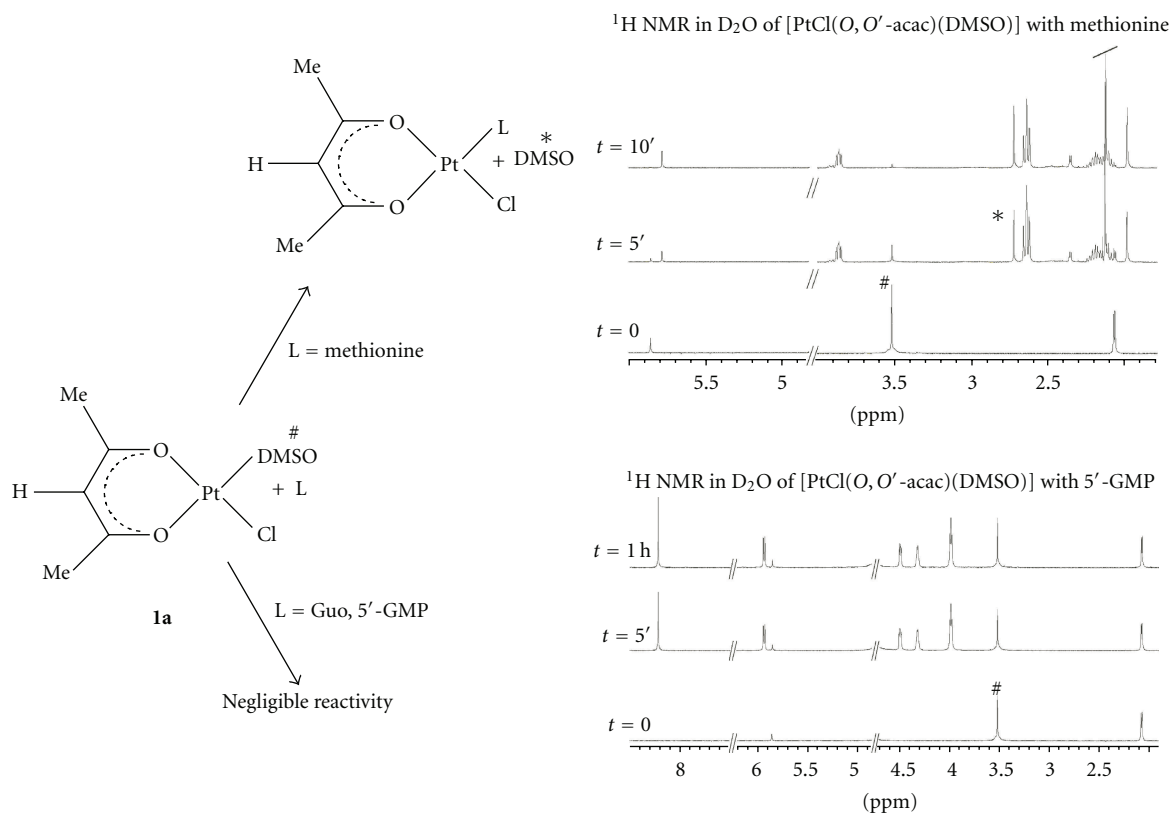 Me
O
L
*
H
Pt
+ DMSO
O
Cl
Me
L = methionine
Me
#
O
DMSO
H
Pt
+ L
O
Cl
Me
1a
L = Guo, 5′-GMP
Negligible reactivity
¹H NMR in D₂O of [PtCl(O,O′-acac)(DMSO)] with methionine
t = 10′
*
t = 5′
#
t = 0
5.5 5 3.5 3 2.5
(ppm)
¹H NMR in D₂O of [PtCl(O,O′-acac)(DMSO)] with 5′-GMP
t = 1 h
t = 5′
#
t = 0
8 6 5.5 5 4.5 4 3.5 3 2.5
(ppm)